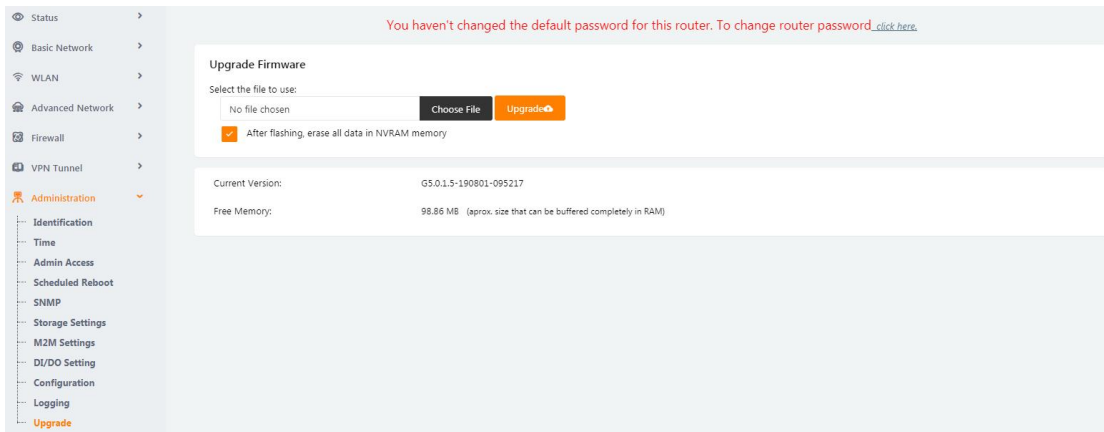 You haven't changed the default password for this router. To change router password click here.
Status
Basic Network
WLAN
Advanced Network
Firewall
VPN Tunnel
Administration
Identification
Time
Admin Access
Scheduled Reboot
SNMP
Storage Settings
M2M Settings
DI/DO Setting
Configuration
Logging
Upgrade
Upgrade Firmware
Select the file to use:
No file chosen Choose File Upgrade
After flashing, erase all data in NVRAM memory
Current Version: G5.0.1.5-190801-095217
Free Memory: 98.86 MB (aprox. size that can be buffered completely in RAM)